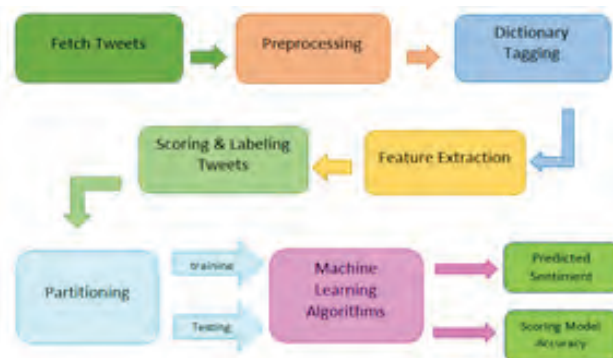 Fetch Tweets
Preprocessing
Dictionary
Tagging
Scoring & Labeling
Tweets
Feature Extraction
Partitioning
training
Testing
Machine
Learning
Algorithms
Predicted
Sentiment
Scoring Model
Accuracy